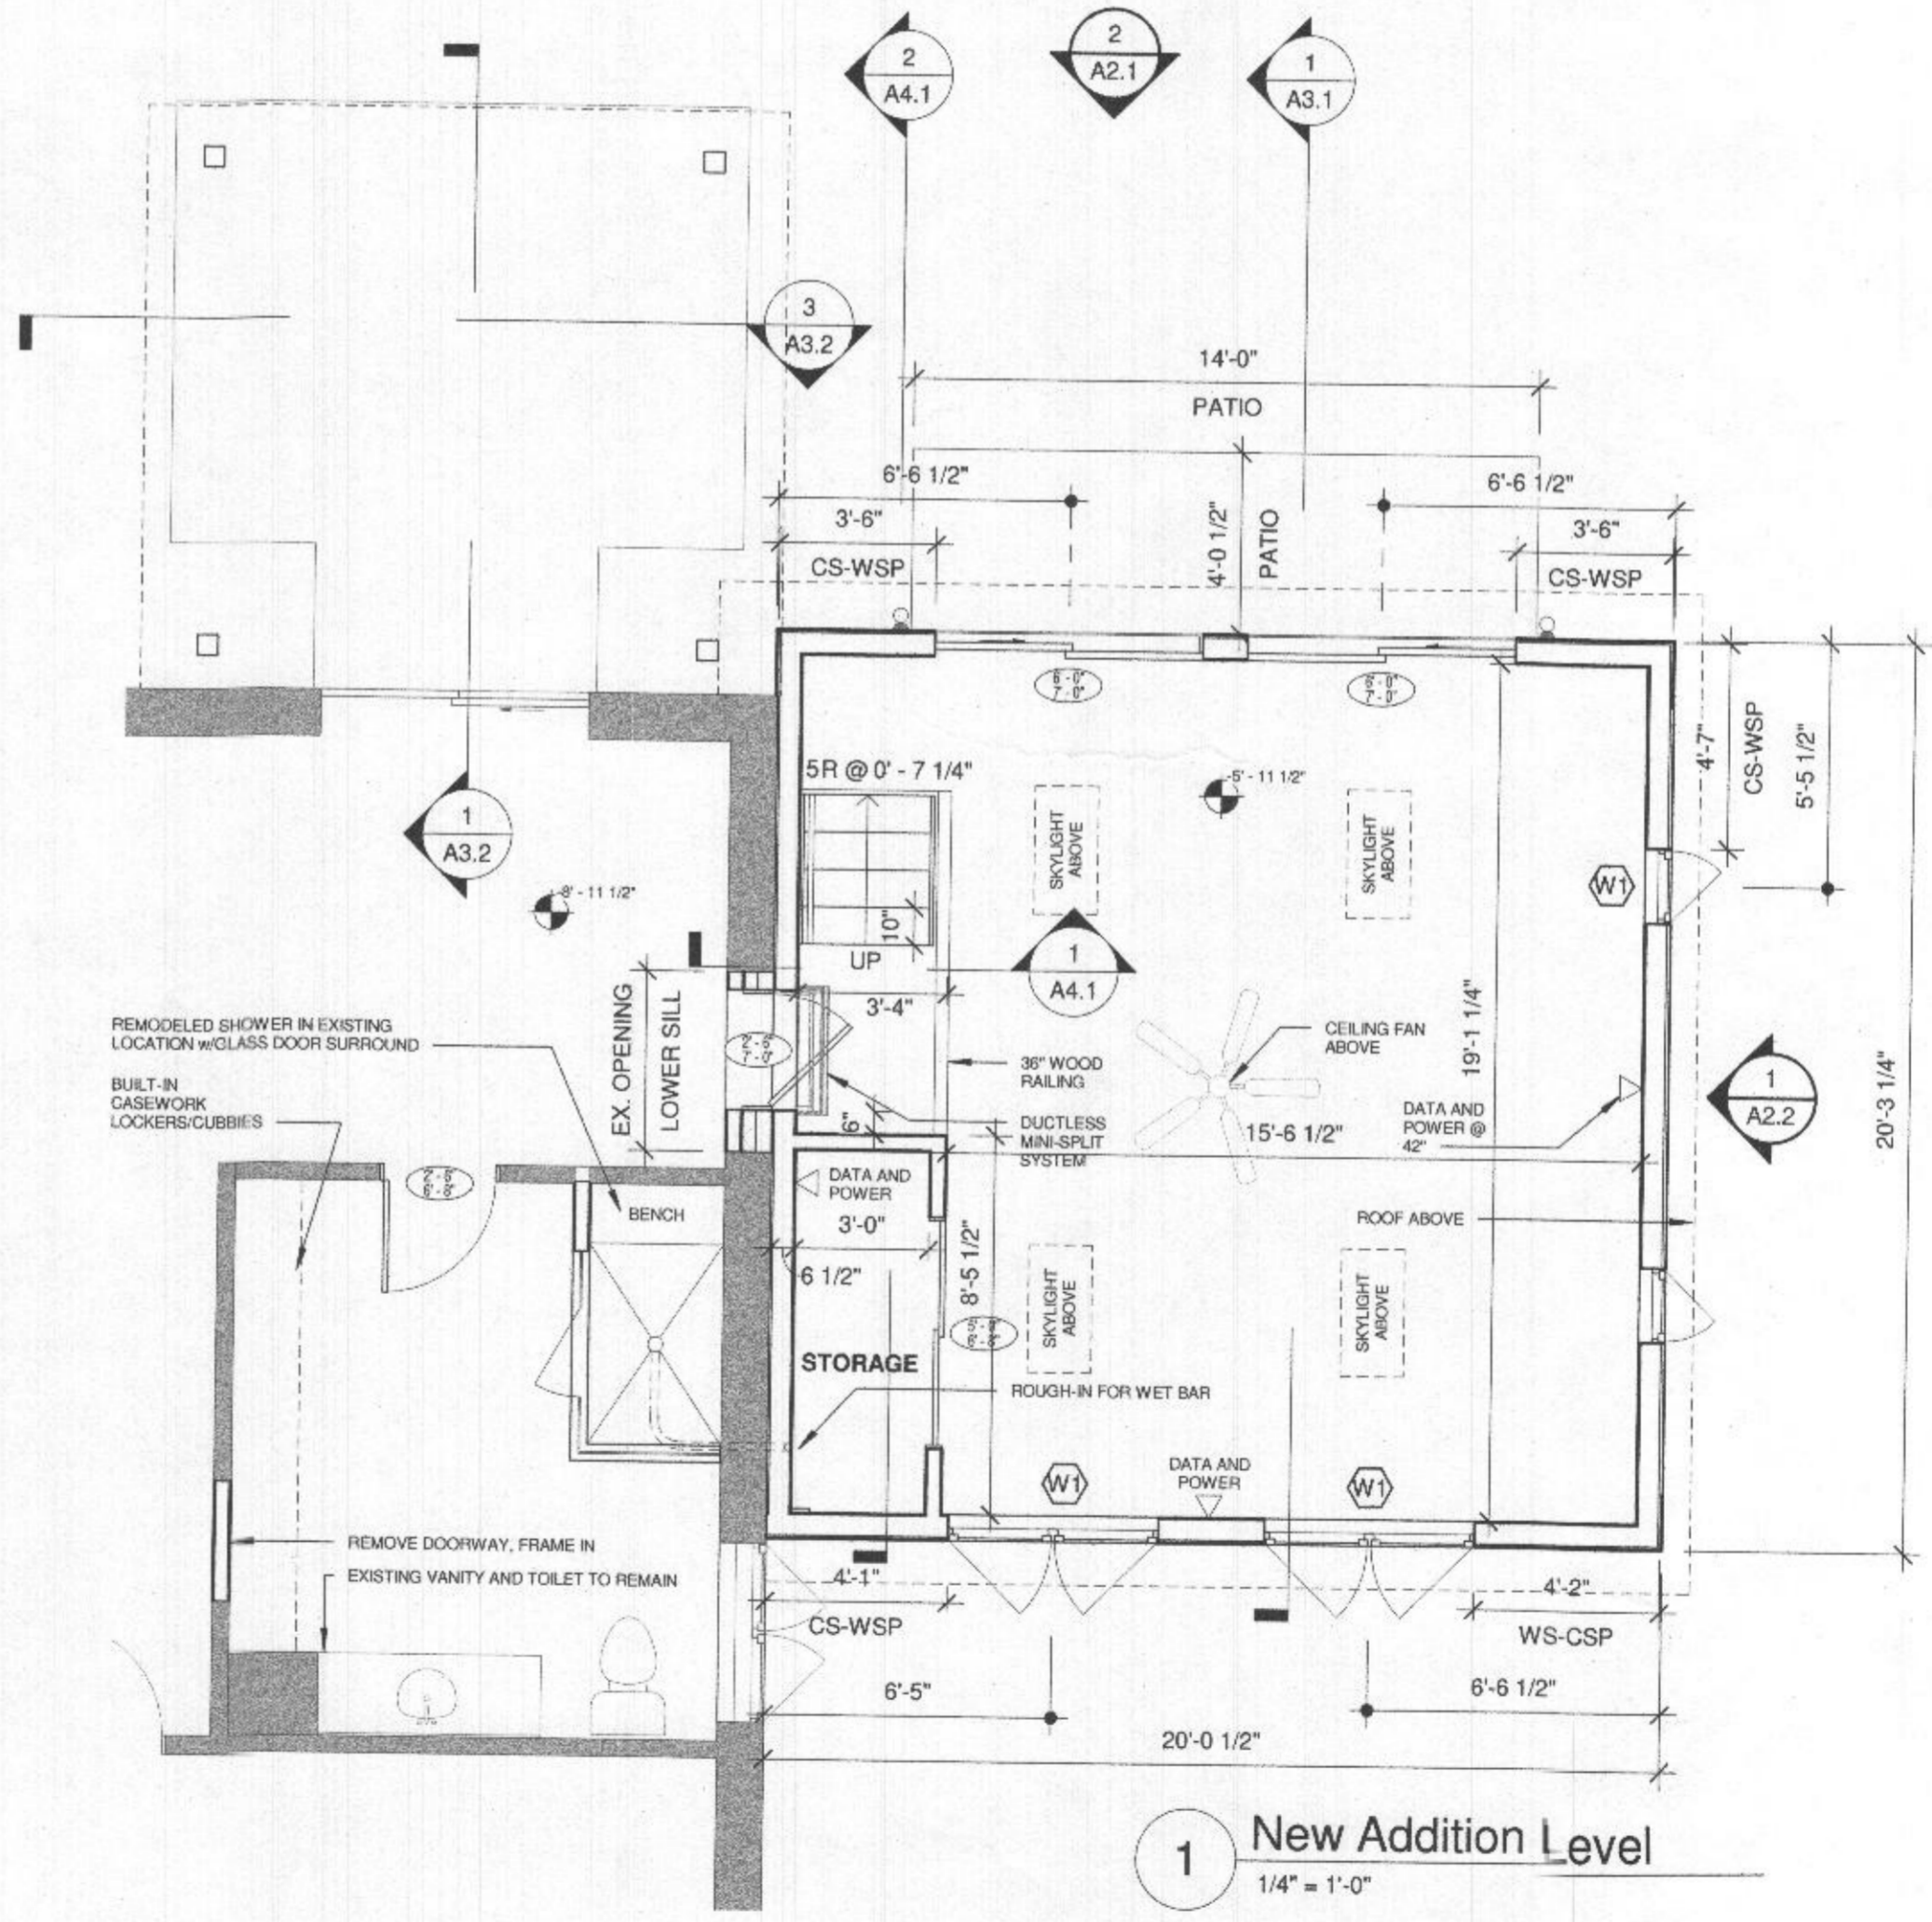 2
A4.1
2
A2.1
1
A3.1
3
A3.2
14'-0"
PATIO
6'-6 1/2"
6'-6 1/2"
3'-6"
3'-6"
CS-WSP
4'-0 1/2"
PATIO
CS-WSP
7'-0"
7'-0"
4'-7"
CS-WSP
5'-5 1/2"
5R @ 0' - 7 1/4"
-5' - 11 1/2"
SKYLIGHT
ABOVE
SKYLIGHT
ABOVE
1
A3.2
-8' - 11 1/2"
W1
10"
UP
1
A4.1
3'-4"
EX. OPENING
LOWER SILL
19'-1 1/4"
REMODELED SHOWER IN EXISTING
LOCATION w/GLASS DOOR SURROUND
CEILING FAN
ABOVE
36" WOOD
RAILING
BUILT-IN
CASEWORK
LOCKERS/CUBBIES
1
A2.2
20'-3 1/4"
6"
DUCTLESS
MINI-SPLIT
SYSTEM
15'-6 1/2"
DATA AND
POWER @
42"
DATA AND
POWER
3'-0"
BENCH
ROOF ABOVE
6 1/2"
8'-5 1/2"
SKYLIGHT
ABOVE
SKYLIGHT
ABOVE
STORAGE
ROUGH-IN FOR WET BAR
W1
DATA AND
POWER
W1
REMOVE DOORWAY, FRAME IN
EXISTING VANITY AND TOILET TO REMAIN
4'-1"
CS-WSP
4'-2"
WS-CSP
6'-5"
6'-6 1/2"
20'-0 1/2"
1
New Addition Level
1/4" = 1'-0"